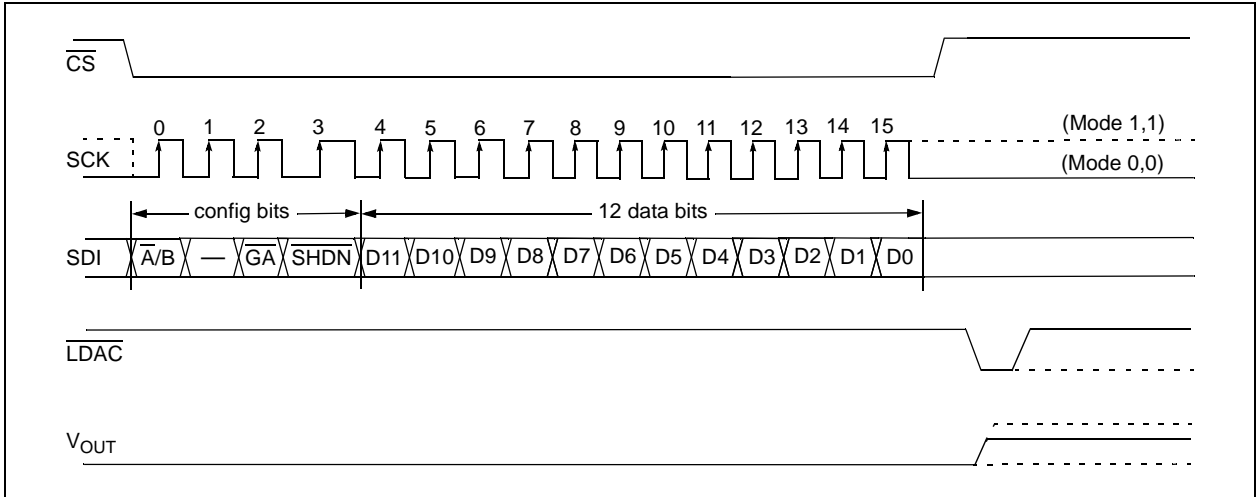 CS
0 1 2 3 4 5 6 7 8 9 10 11 12 13 14 15
(Mode 1,1)
SCK
(Mode 0,0)
config bits
12 data bits
SDI
A/B — GA SHDN D11 D10 D9 D8 D7 D6 D5 D4 D3 D2 D1 D0
LDAC
VOUT